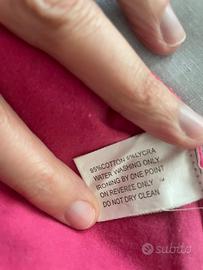 95%COTTON 5%LYCRA
WATER WASHING ONLY
IRONING BY ONE POINT
ON REVERSE ONLY
DO NOT DRY CLEAN
subito